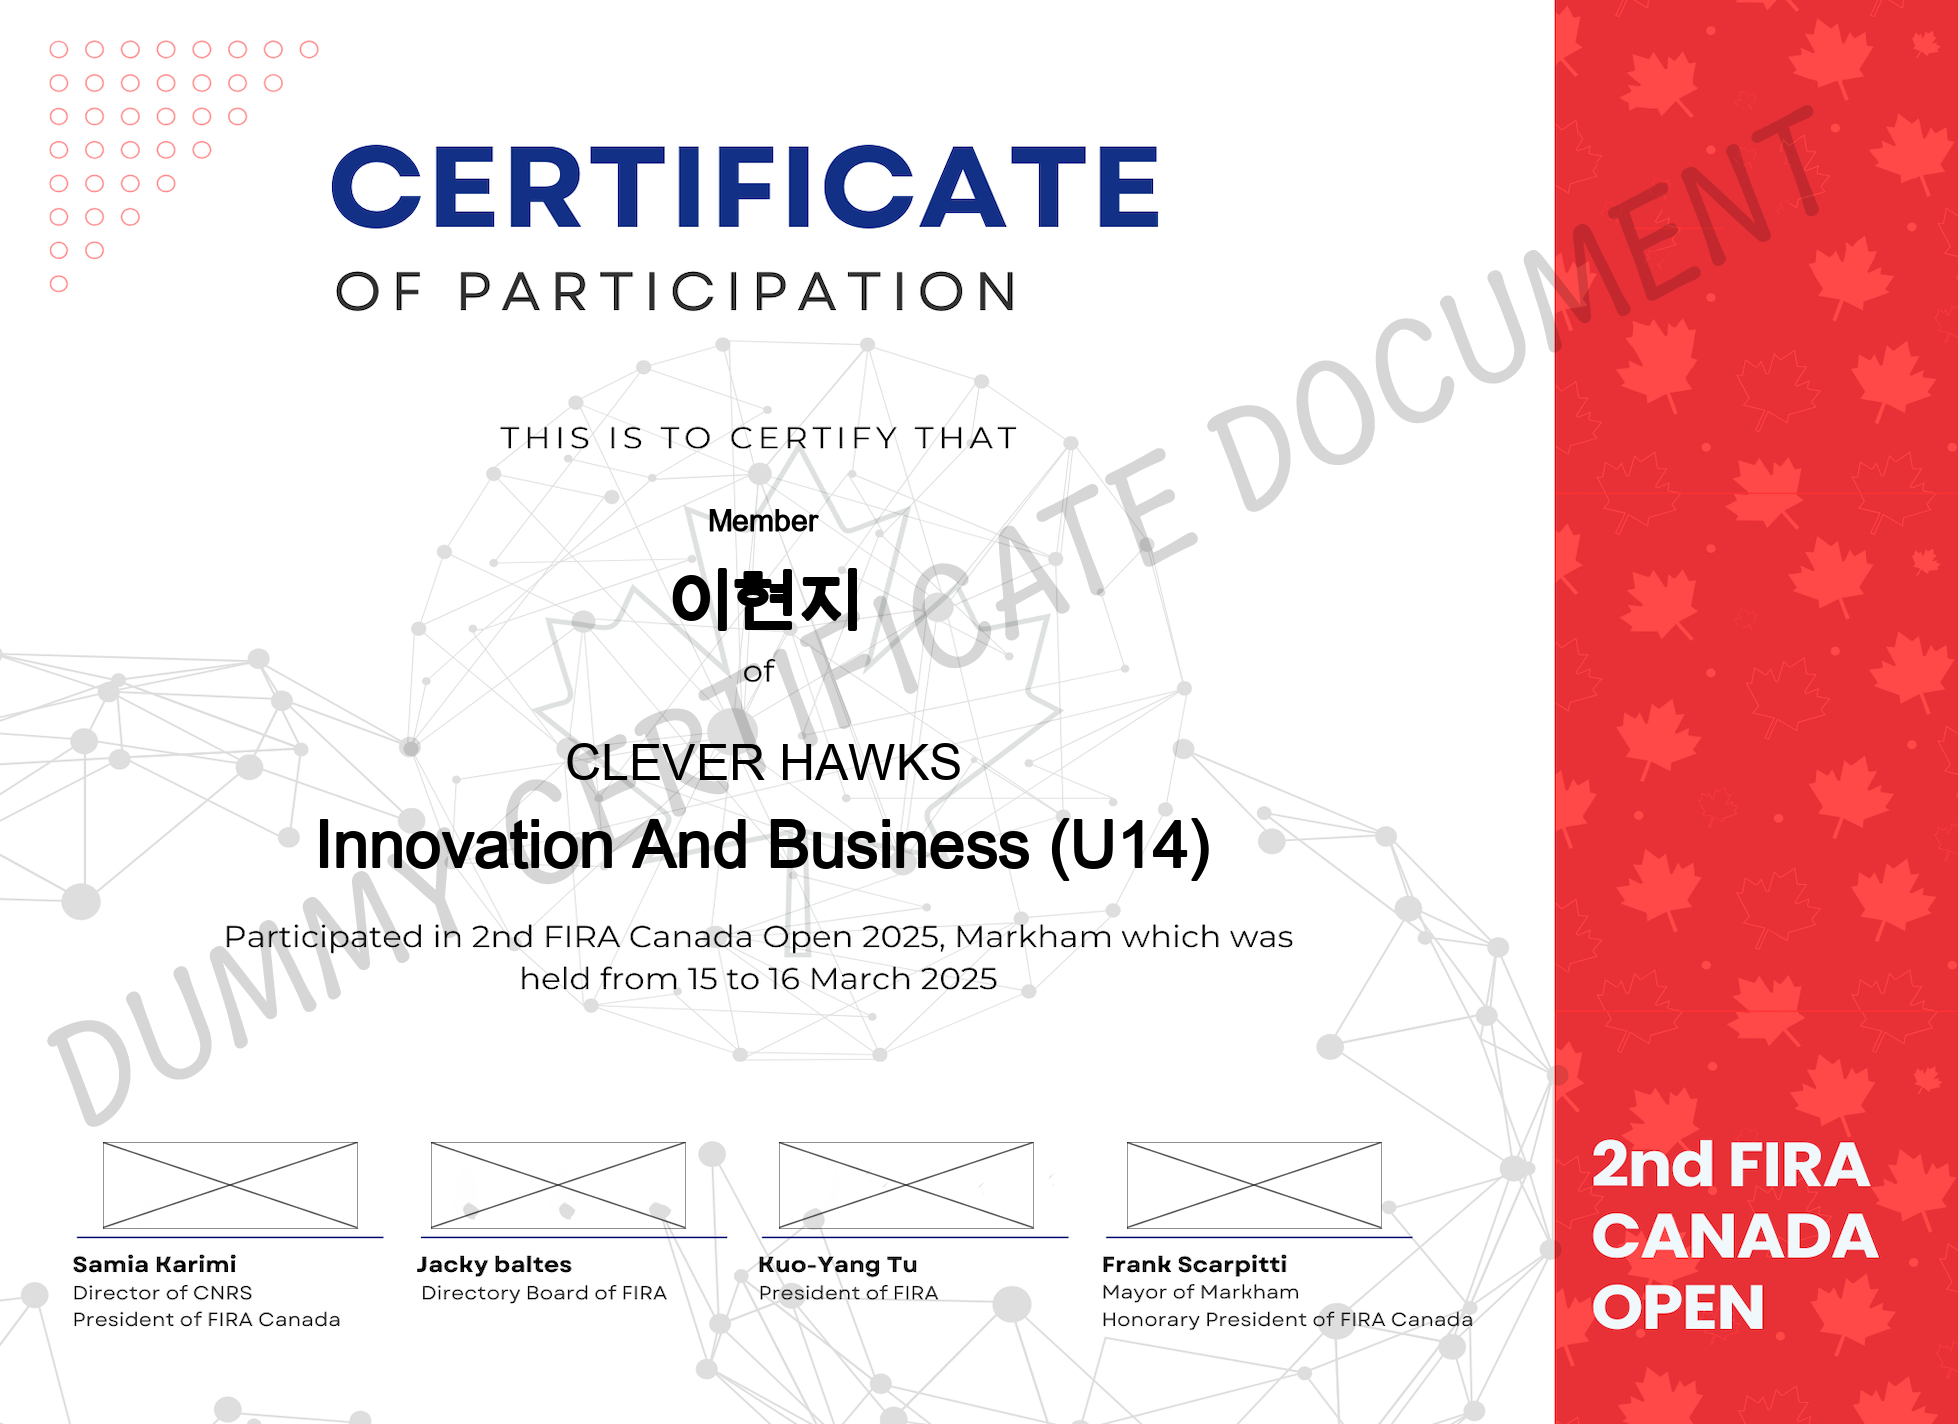 CERTIFICATE
OF PARTICIPATION
THIS IS TO CERTIFY THAT
Member
이현지
of
CLEVER HAWKS
Innovation And Business (U14)
Participated in 2nd FIRA Canada Open 2025, Markham which was
held from 15 to 16 March 2025
DUMMY CERTIFICATE DOCUMENT
Samia Karimi
Director of CNRS
President of FIRA Canada
Jacky baltes
Directory Board of FIRA
Kuo-Yang Tu
President of FIRA
Frank Scarpitti
Mayor of Markham
Honorary President of FIRA Canada
2nd FIRA
CANADA
OPEN